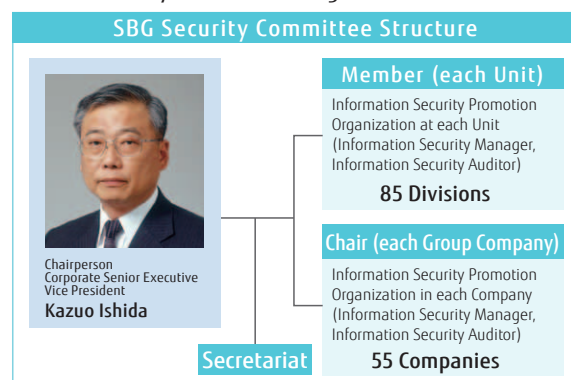 SBG Security Committee Structure
Chairperson
Corporate Senior Executive
Vice President
Kazuo Ishida
Member (each Unit)
Information Security Promotion
Organization at each Unit
(Information Security Manager,
Information Security Auditor)
85 Divisions
Chair (each Group Company)
Information Security Promotion
Organization in each Company
(Information Security Manager,
Information Security Auditor)
55 Companies
Secretariat